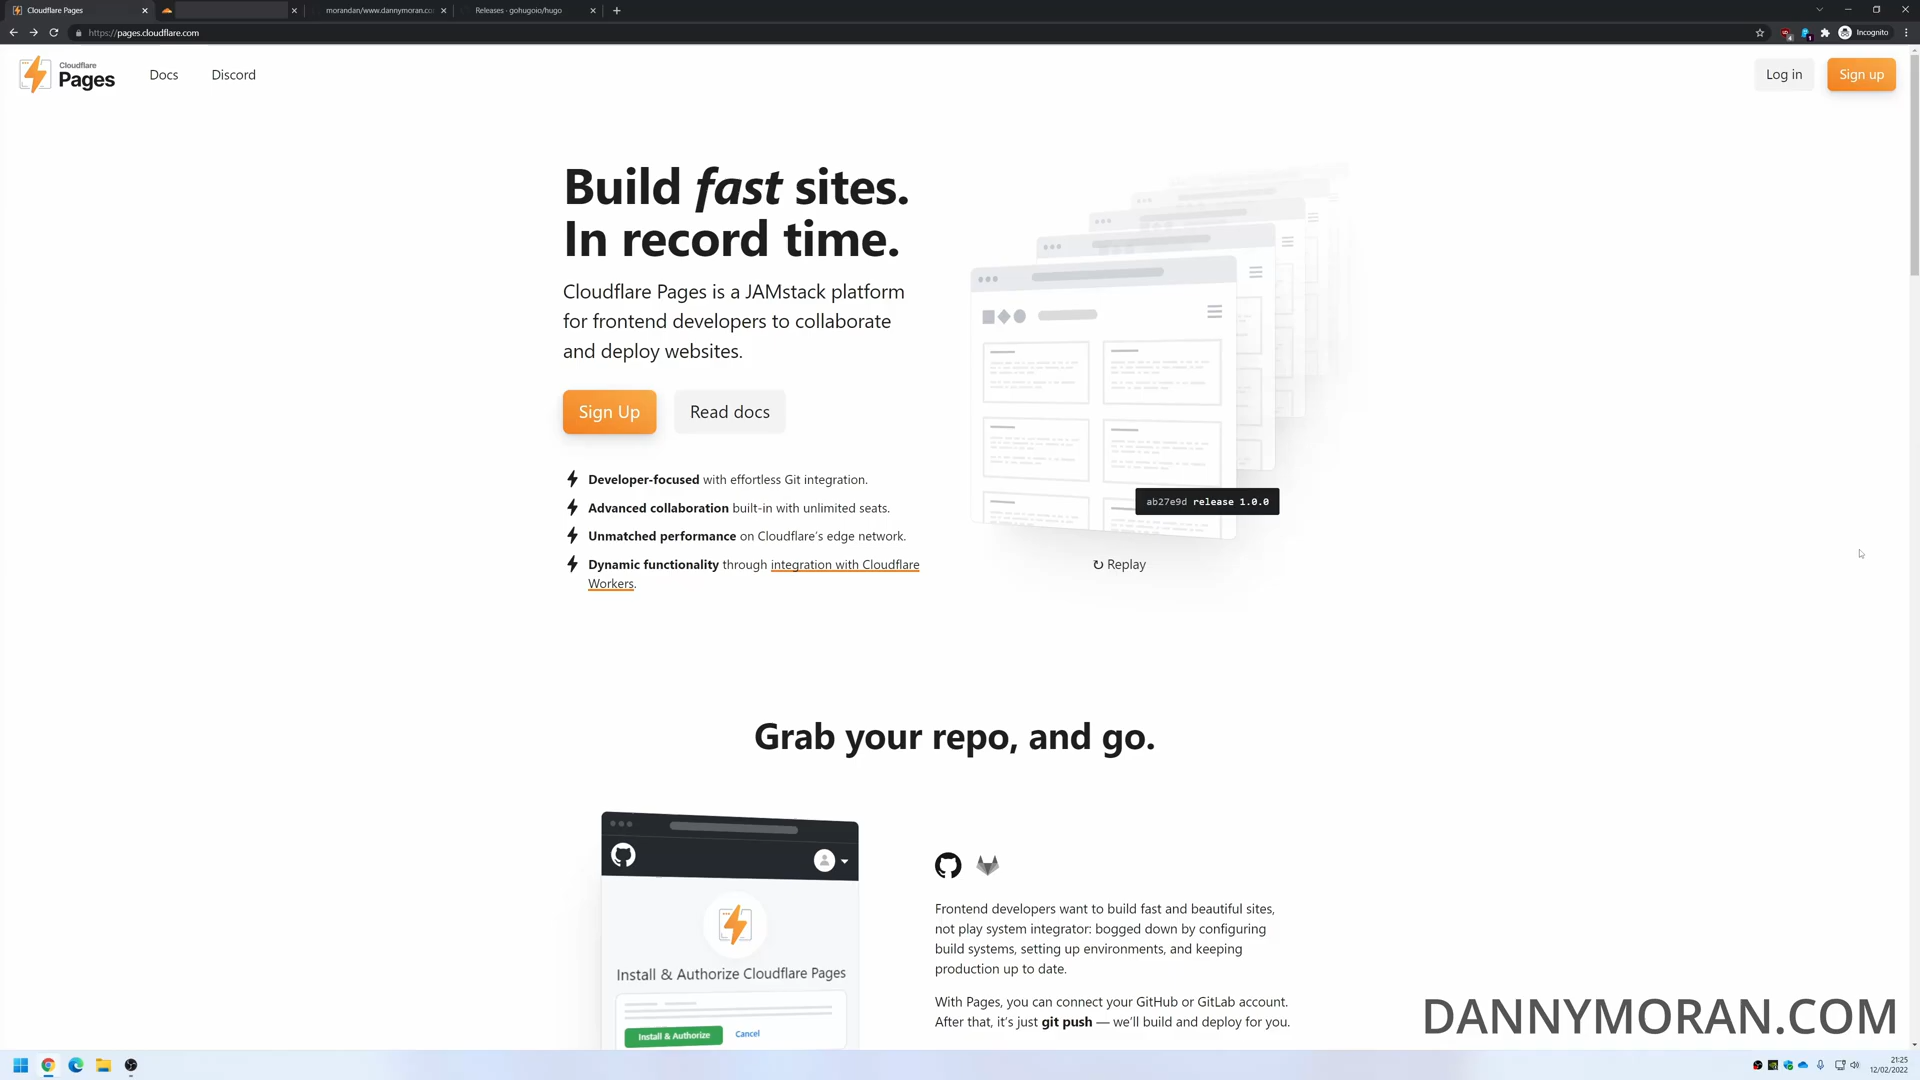 Cloudflare Pages
morandan/www.dannymoran.co
Releases · gohugoio/hugo
https://pages.cloudflare.com
Incognito
Cloudflare
Pages
Docs
Discord
Log in
Sign up
Build fast sites.
In record time.
Cloudflare Pages is a JAMstack platform
for frontend developers to collaborate
and deploy websites.
Sign Up
Read docs
Developer-focused with effortless Git integration.
Advanced collaboration built-in with unlimited seats.
Unmatched performance on Cloudflare's edge network.
Dynamic functionality through integration with Cloudflare
Workers.
ab27e9d release 1.0.0
↻ Replay
Grab your repo, and go.
Install & Authorize Cloudflare Pages
Install & Authorize
Cancel
Frontend developers want to build fast and beautiful sites,
not play system integrator: bogged down by configuring
build systems, setting up environments, and keeping
production up to date.
With Pages, you can connect your GitHub or GitLab account.
After that, it's just git push — we'll build and deploy for you.
DANNYMORAN.COM
21:25
12/02/2022